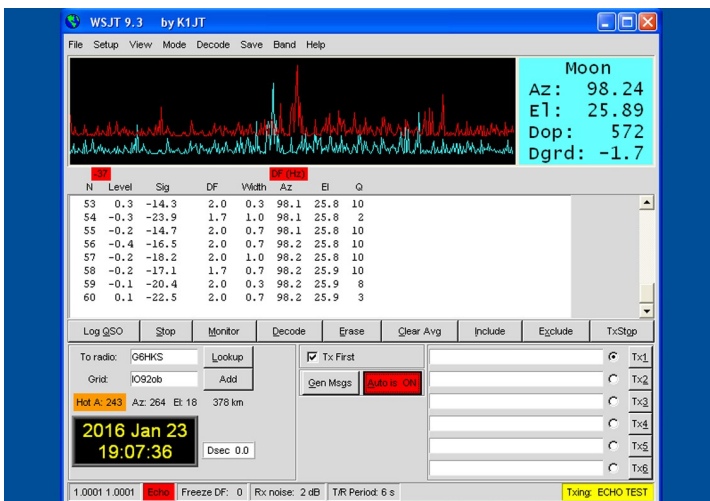 WSJT 9.3 by K1JT
File Setup View Mode Decode Save Band Help
Moon
Az: 98.24
El: 25.89
Dop: 572
Dgrd: -1.7
-37 DF (Hz)
N Level Sig DF Width Az El Q
53 0.3 -14.3 2.0 0.3 98.1 25.8 10
54 -0.3 -23.9 1.7 1.0 98.1 25.8 2
55 -0.2 -14.7 2.0 0.7 98.1 25.8 10
56 -0.4 -16.5 2.0 0.7 98.2 25.8 10
57 -0.2 -18.2 2.0 1.0 98.2 25.8 10
58 -0.2 -17.1 1.7 0.7 98.2 25.9 10
59 -0.1 -20.4 2.0 0.3 98.2 25.9 8
60 0.1 -22.5 2.0 0.7 98.2 25.9 3
Log QSO Stop Monitor Decode Erase Clear Avg Include Exclude TxStop
To radio: G6HKS Lookup Tx First Tx1
Grid: IO92ob Add Gen Msgs Auto is ON Tx2
Hot A: 243 Az: 264 El: 18 378 km Tx3
2016 Jan 23 Tx4
19:07:36 Dsec 0.0 Tx5
Tx6
1.0001 1.0001 Echo Freeze DF: 0 Rx noise: 2 dB T/R Period: 6 s Txing: ECHO TEST